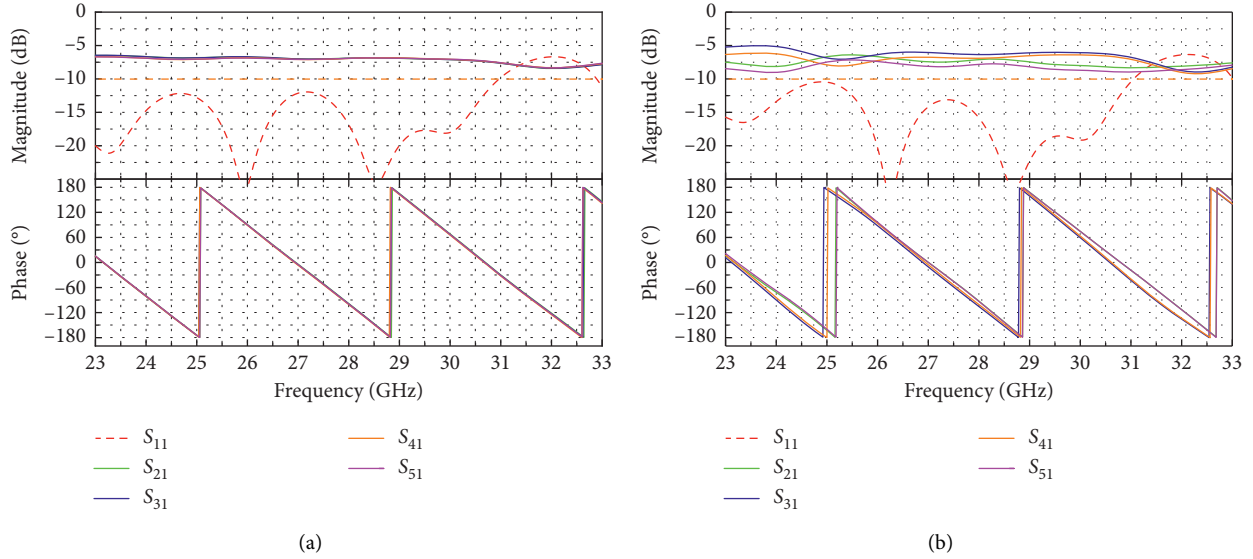 Magnitude (dB)
0
−5
−10
−15
−20
Phase (°)
180
120
60
0
−60
−120
−180
23 24 25 26 27 28 29 30 31 32 33
Frequency (GHz)
S11
S21
S31
S41
S51
(a)
Magnitude (dB)
0
−5
−10
−15
−20
Phase (°)
180
120
60
0
−60
−120
−180
23 24 25 26 27 28 29 30 31 32 33
Frequency (GHz)
S11
S21
S31
S41
S51
(b)